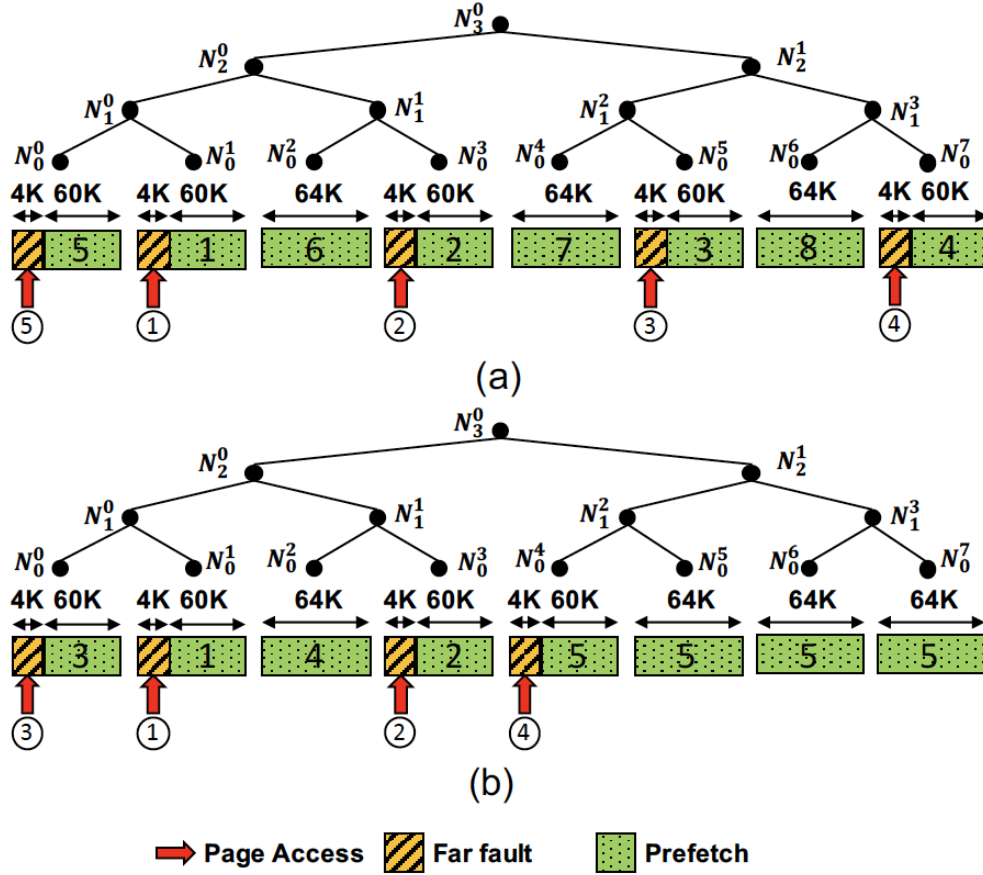 N_3^0
N_2^0 N_2^1
N_1^0 N_1^1 N_1^2 N_1^3
N_0^0 N_0^1 N_0^2 N_0^3 N_0^4 N_0^5 N_0^6 N_0^7
4K 60K 4K 60K 64K 4K 60K 64K 4K 60K 64K 4K 60K
5 1 6 2 7 3 8 4
5 1 2 3 4
(a)
N_3^0
N_2^0 N_2^1
N_1^0 N_1^1 N_1^2 N_1^3
N_0^0 N_0^1 N_0^2 N_0^3 N_0^4 N_0^5 N_0^6 N_0^7
4K 60K 4K 60K 64K 4K 60K 4K 60K 64K 64K 64K
3 1 4 2 5 5 5 5
3 1 2 4
(b)
Page Access Far fault Prefetch